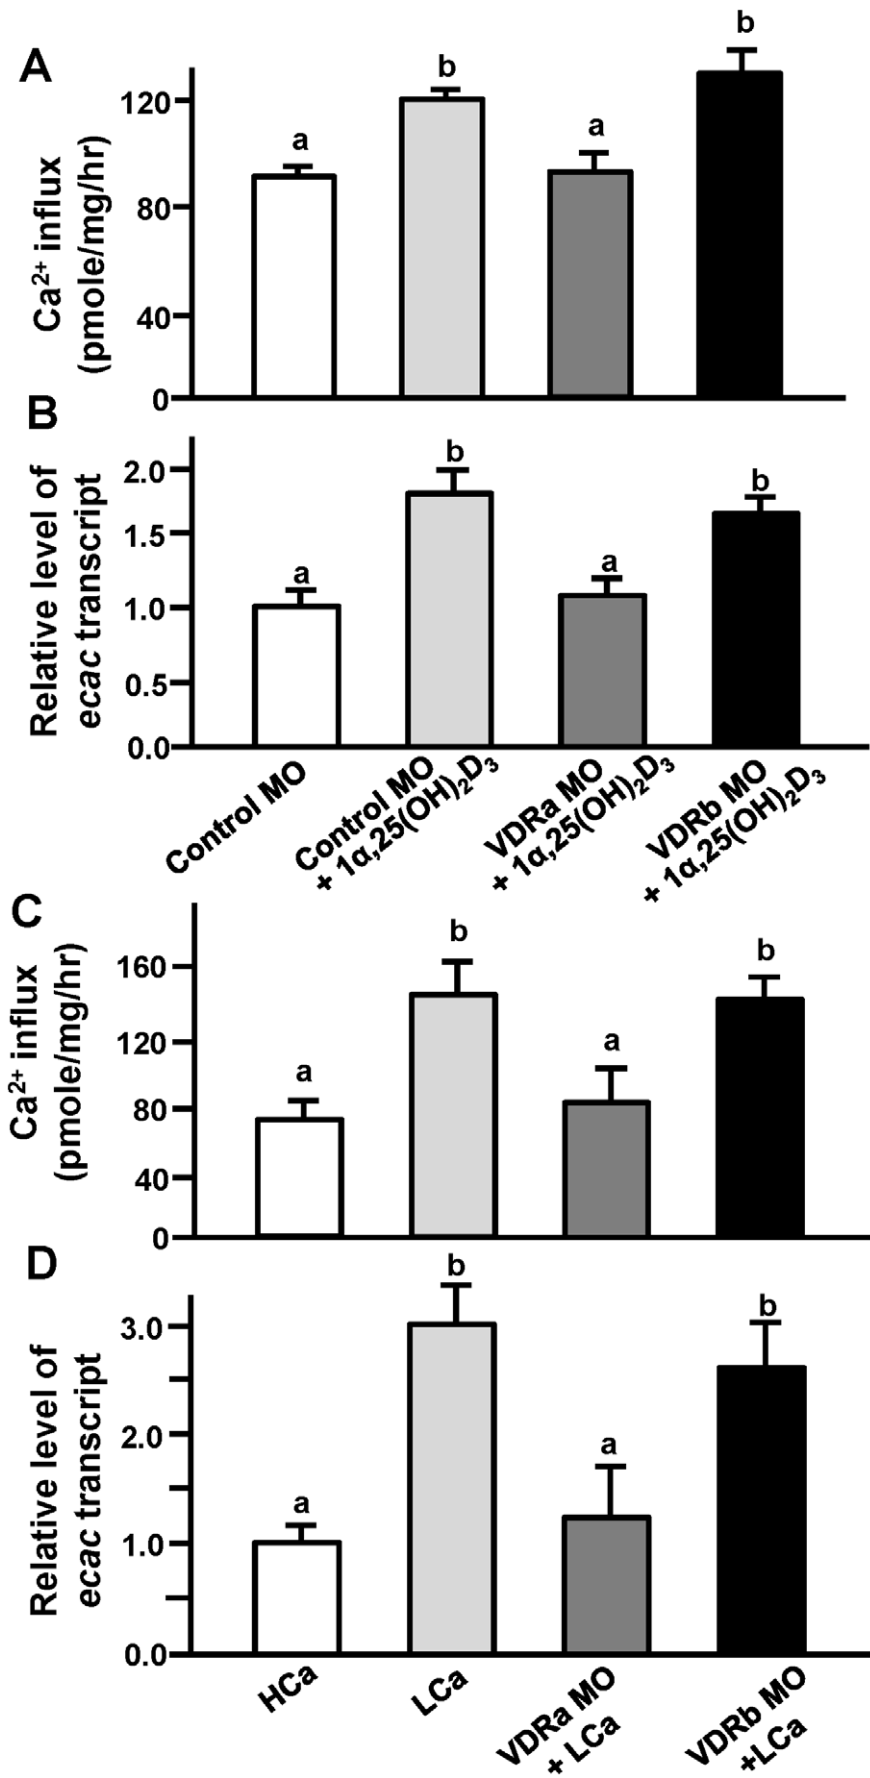 A
Ca²⁺ influx
(pmole/mg/hr)
120
80
40
0
a
b
a
b
B
Relative level of
ecac transcript
2.0
1.5
1.0
0.5
0.0
a
b
a
b
Control MO
Control MO
+ 1α,25(OH)₂D₃
VDRa MO
+ 1α,25(OH)₂D₃
VDRb MO
+ 1α,25(OH)₂D₃
C
Ca²⁺ influx
(pmole/mg/hr)
160
120
80
40
0
a
b
a
b
D
Relative level of
ecac transcript
3.0
2.0
1.0
0.0
a
b
a
b
HCa
LCa
VDRa MO
+ LCa
VDRb MO
+LCa